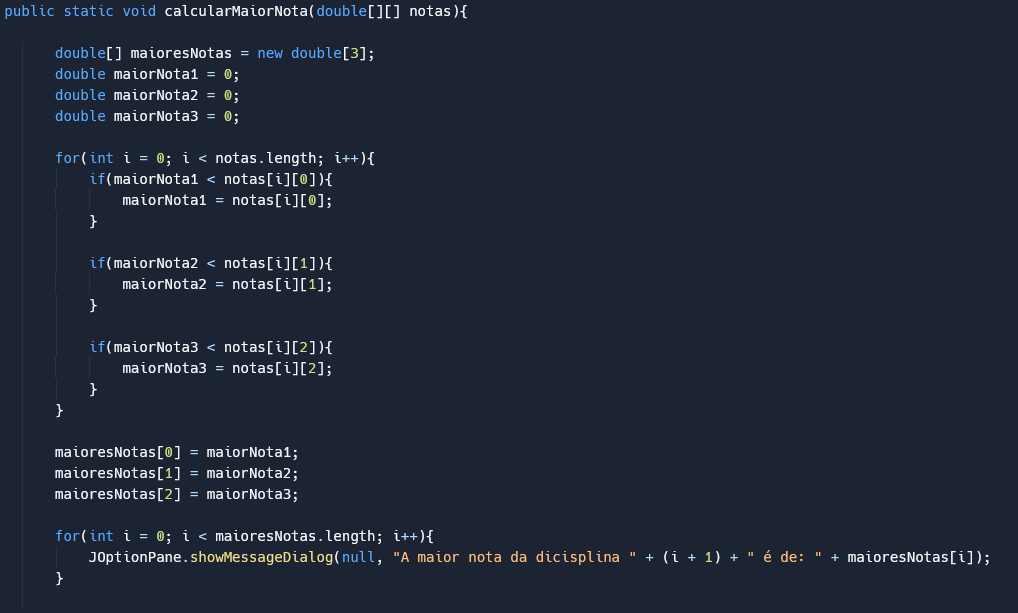 public static void calcularMaiorNota(double[][] notas){
double[] maioresNotas = new double[3];
double maiorNota1 = 0;
double maiorNota2 = 0;
double maiorNota3 = 0;
for(int i = 0; i < notas.length; i++){
if(maiorNota1 < notas[i][0]){
maiorNota1 = notas[i][0];
}
if(maiorNota2 < notas[i][1]){
maiorNota2 = notas[i][1];
}
if(maiorNota3 < notas[i][2]){
maiorNota3 = notas[i][2];
}
}
maioresNotas[0] = maiorNota1;
maioresNotas[1] = maiorNota2;
maioresNotas[2] = maiorNota3;
for(int i = 0; i < maioresNotas.length; i++){
JOptionPane.showMessageDialog(null, "A maior nota da dicisplina " + (i + 1) + " é de: " + maioresNotas[i]);
}